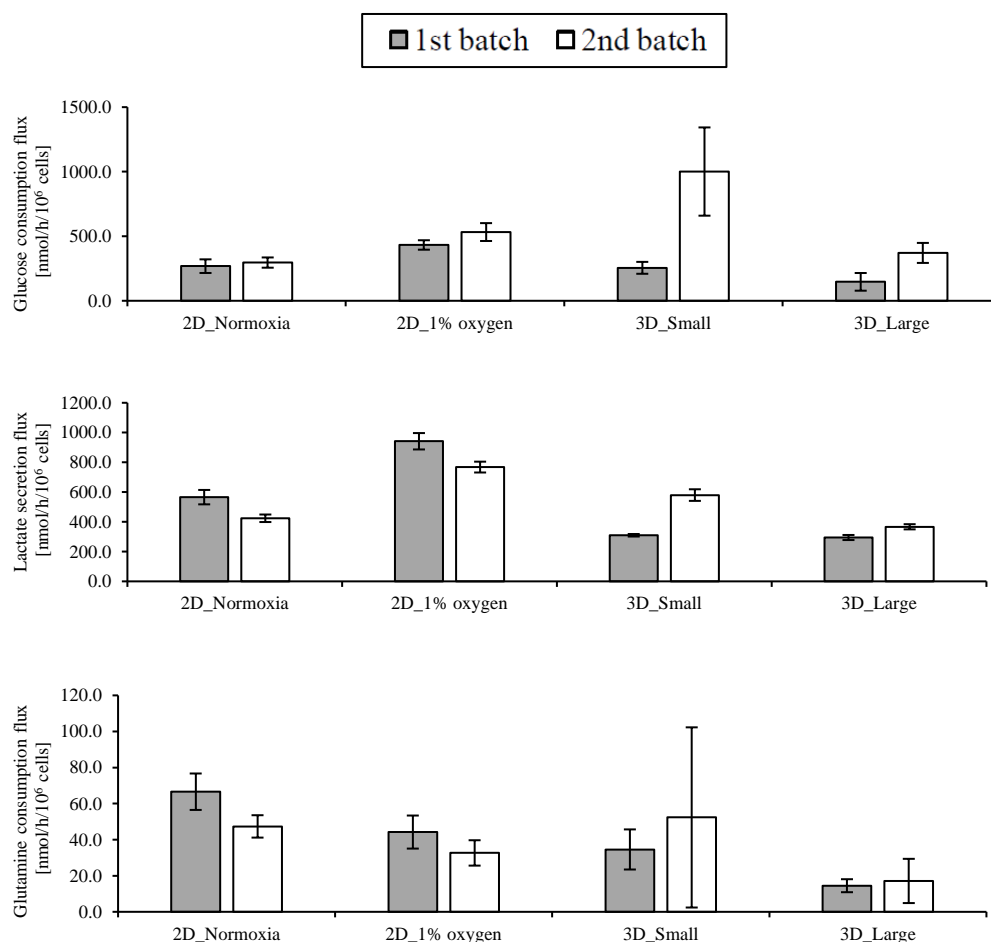 1st batch 2nd batch
Glucose consumption flux
[nmol/h/10⁶ cells]
1500.0
1000.0
500.0
0.0
2D_Normoxia 2D_1% oxygen 3D_Small 3D_Large
Lactate secretion flux
[nmol/h/10⁶ cells]
1200.0
1000.0
800.0
600.0
400.0
200.0
0.0
2D_Normoxia 2D_1% oxygen 3D_Small 3D_Large
Glutamine consumption flux
[nmol/h/10⁶ cells]
120.0
100.0
80.0
60.0
40.0
20.0
0.0
2D_Normoxia 2D_1% oxygen 3D_Small 3D_Large